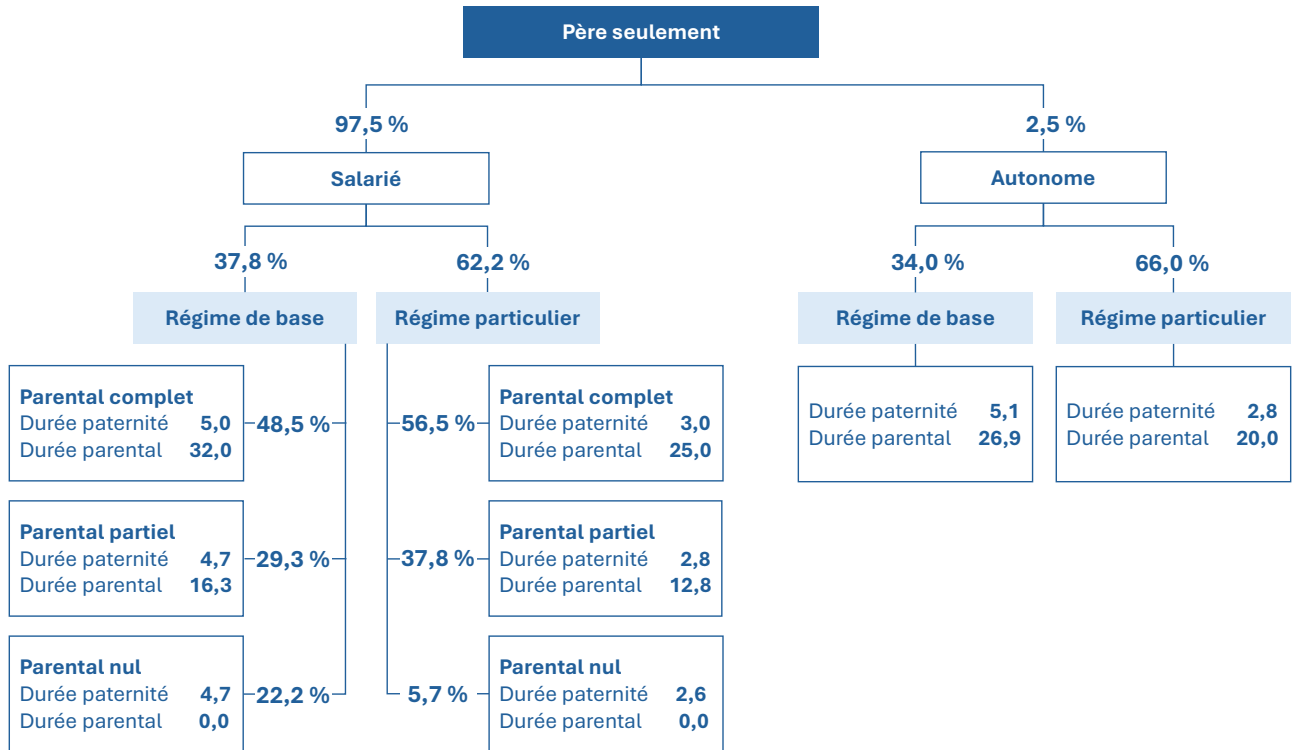 Père seulement
97,5 %
2,5 %
Salarié
Autonome
37,8 %
62,2 %
34,0 %
66,0 %
Régime de base
Régime particulier
Régime de base
Régime particulier
Parental complet
Durée paternité 5,0
Durée parental 32,0
48,5 %
56,5 %
Parental complet
Durée paternité 3,0
Durée parental 25,0
Durée paternité 5,1
Durée parental 26,9
Durée paternité 2,8
Durée parental 20,0
Parental partiel
Durée paternité 4,7
Durée parental 16,3
29,3 %
37,8 %
Parental partiel
Durée paternité 2,8
Durée parental 12,8
Parental nul
Durée paternité 4,7
Durée parental 0,0
22,2 %
5,7 %
Parental nul
Durée paternité 2,6
Durée parental 0,0